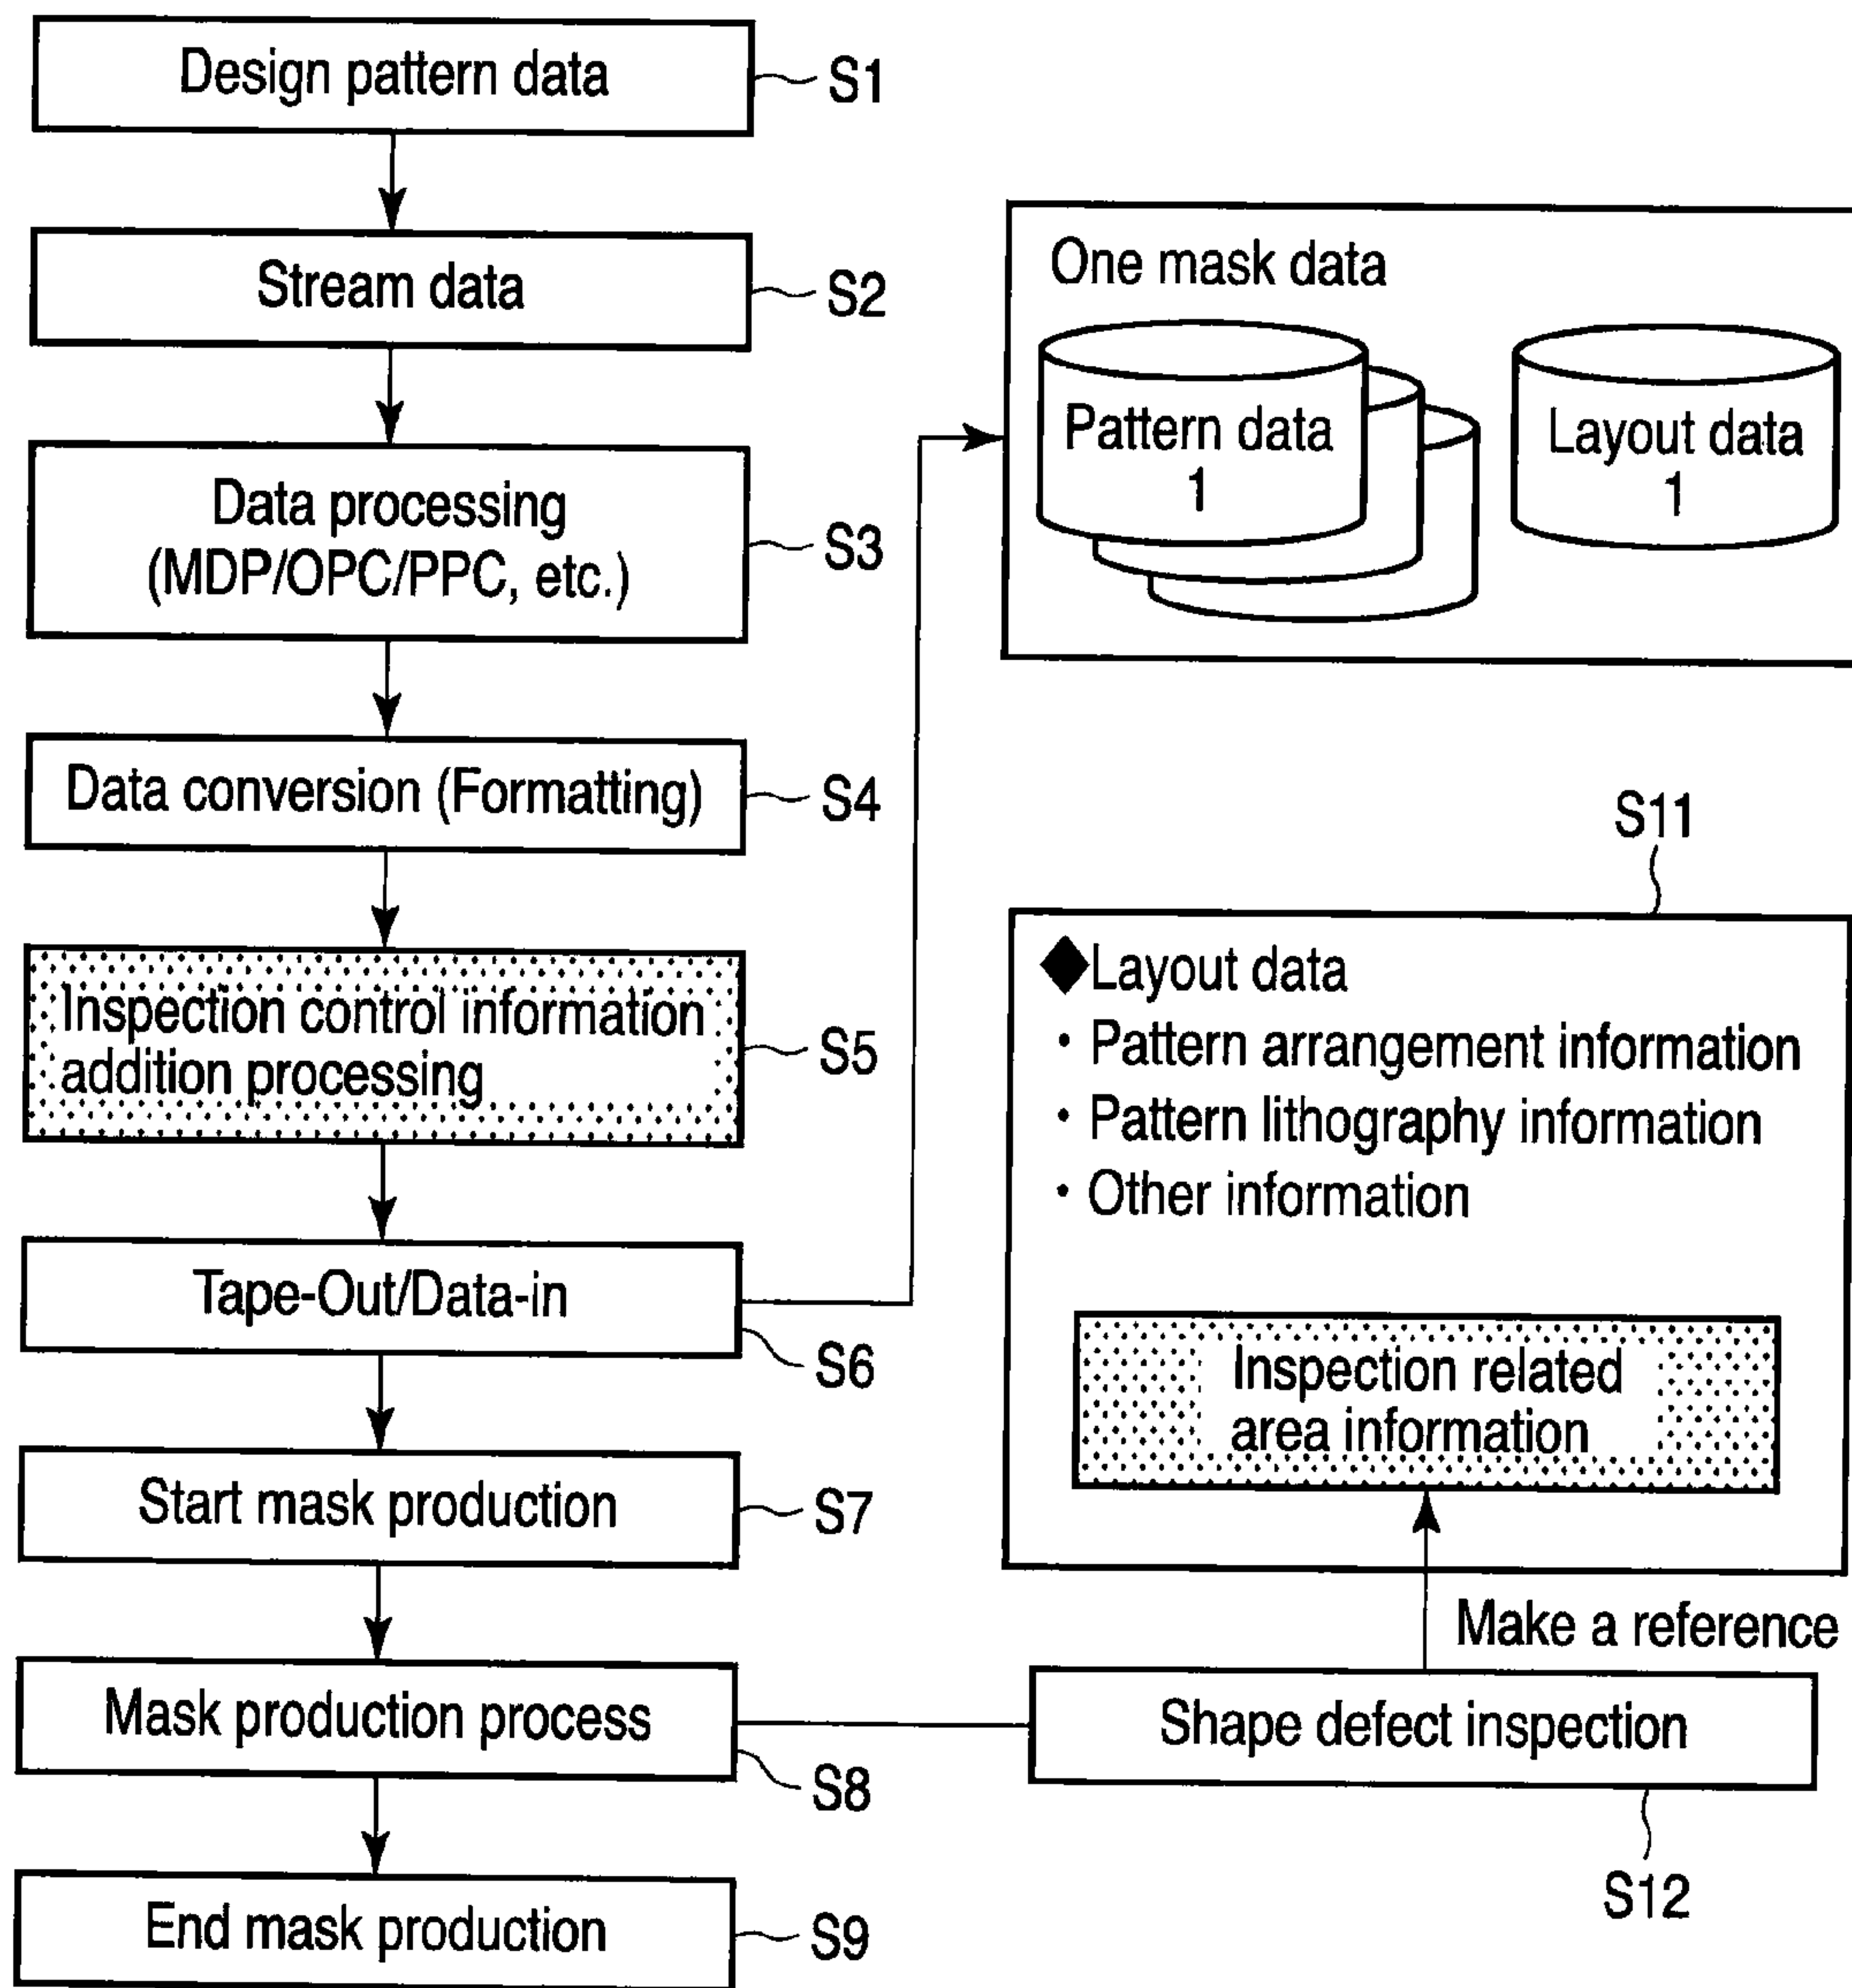 Design pattern data
S1
Stream data
S2
Data processing
(MDP/OPC/PPC, etc.)
S3
Data conversion (Formatting)
S4
Inspection control information
addition processing
S5
Tape-Out/Data-in
S6
Start mask production
S7
Mask production process
S8
End mask production
S9
One mask data
Pattern data
1
Layout data
1
S11
◆Layout data
・Pattern arrangement information
・Pattern lithography information
・Other information
Inspection related
area information
Make a reference
Shape defect inspection
S12